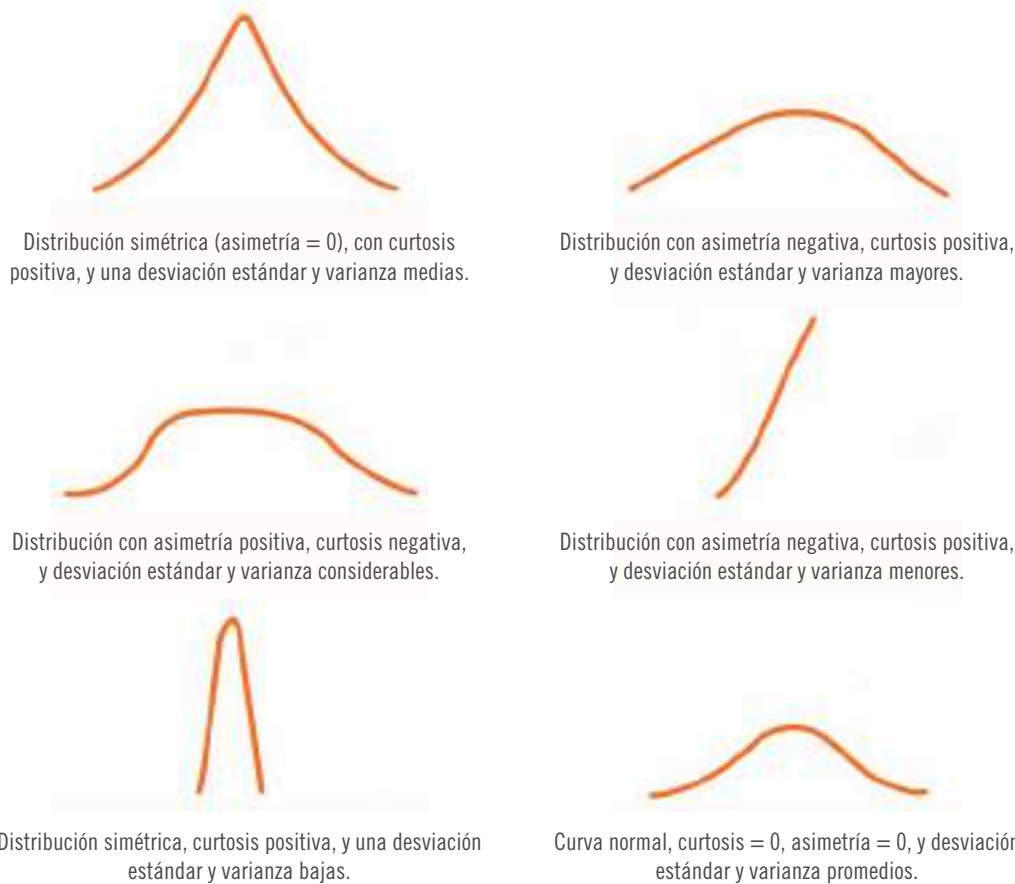 Distribución simétrica (asimetría = 0), con curtosis
positiva, y una desviación estándar y varianza medias.
Distribución con asimetría negativa, curtosis positiva,
y desviación estándar y varianza mayores.
Distribución con asimetría positiva, curtosis negativa,
y desviación estándar y varianza considerables.
Distribución con asimetría negativa, curtosis positiva,
y desviación estándar y varianza menores.
Distribución simétrica, curtosis positiva, y una desviación
estándar y varianza bajas.
Curva normal, curtosis = 0, asimetría = 0, y desviación
estándar y varianza promedios.